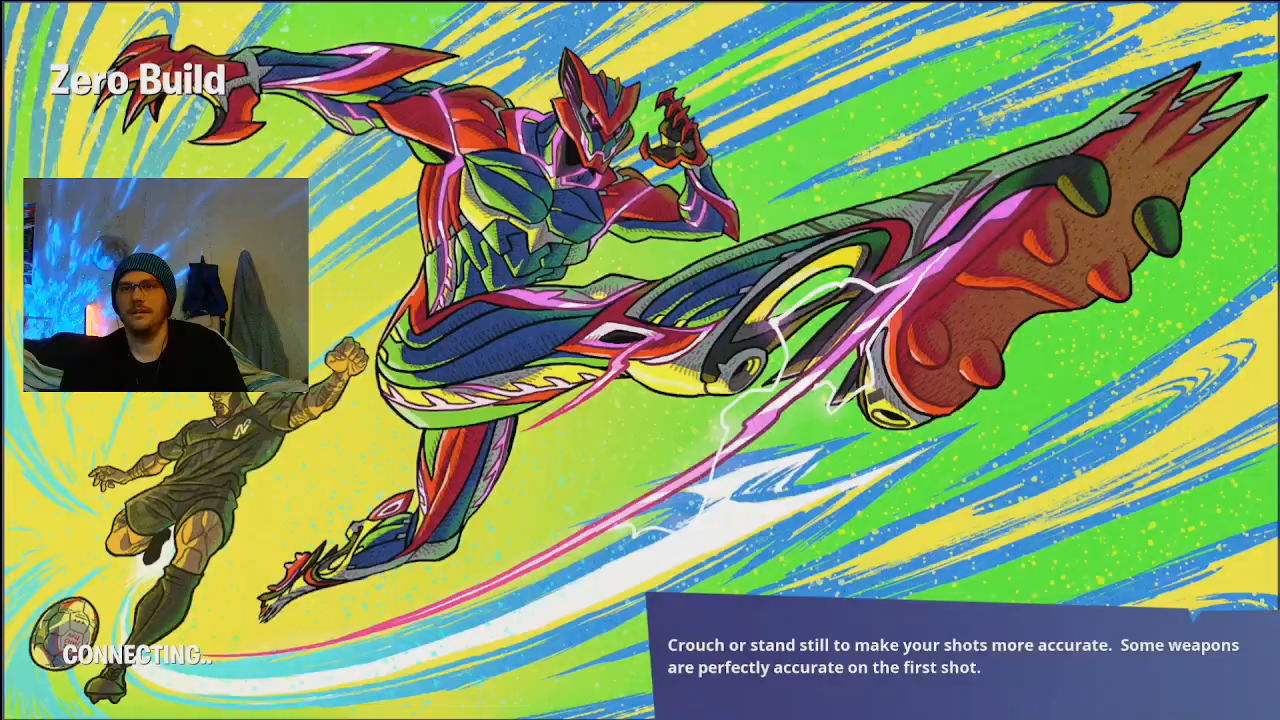 Zero Build
CONNECTING..
Crouch or stand still to make your shots more accurate.  Some weapons
are perfectly accurate on the first shot.